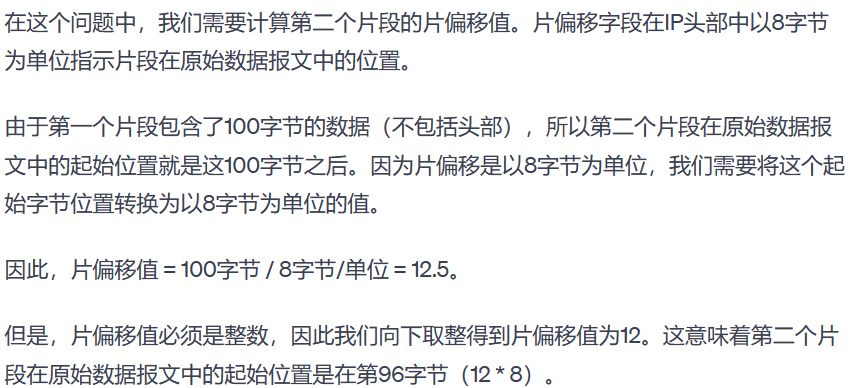 在这个问题中，我们需要计算第二个片段的片偏移值。片偏移字段在IP头部中以8字节
为单位指示片段在原始数据报文中的位置。
由于第一个片段包含了100字节的数据（不包括头部），所以第二个片段在原始数据报
文中的起始位置就是这100字节之后。因为片偏移是以8字节为单位，我们需要将这个起
始字节位置转换为以8字节为单位的值。
因此，片偏移值 = 100字节 / 8字节/单位 = 12.5。
但是，片偏移值必须是整数，因此我们向下取整得到片偏移值为12。这意味着第二个片
段在原始数据报文中的起始位置是在第96字节（12 * 8）。